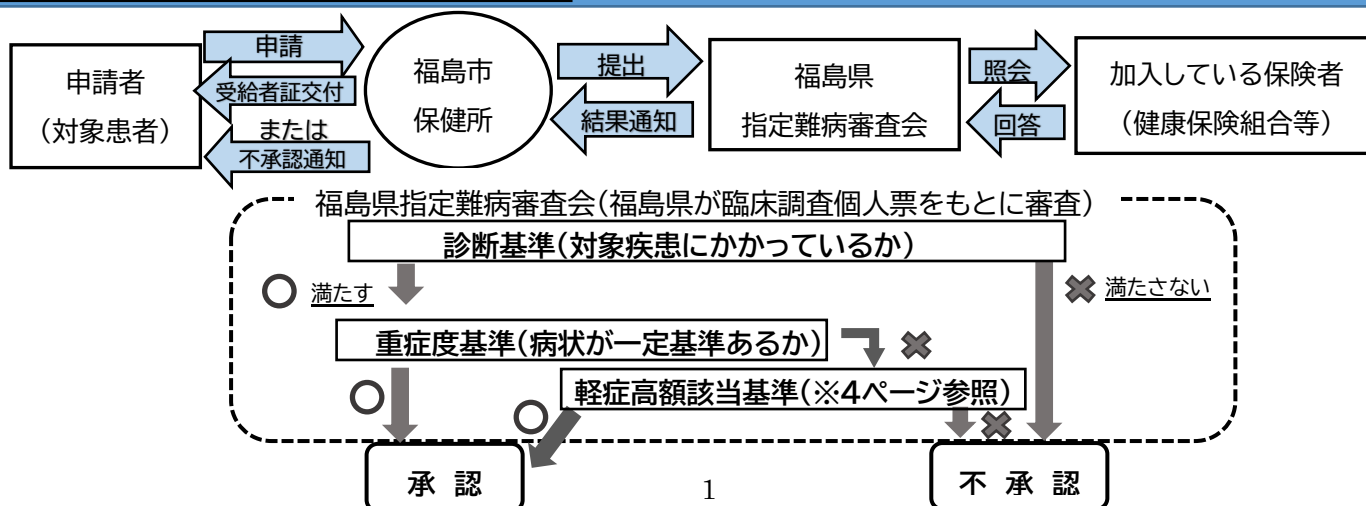 申請者
(対象患者)
申請
受給者証交付
または
不承認通知
福島市
保健所
提出
結果通知
福島県
指定難病審査会
照会
回答
加入している保険者
(健康保険組合等)
福島県指定難病審査会(福島県が臨床調査個人票をもとに審査)
診断基準(対象疾患にかかっているか)
満たす
満たさない
重症度基準(病状が一定基準あるか)
軽症高額該当基準(※4ページ参照)
承 認
1
不 承 認